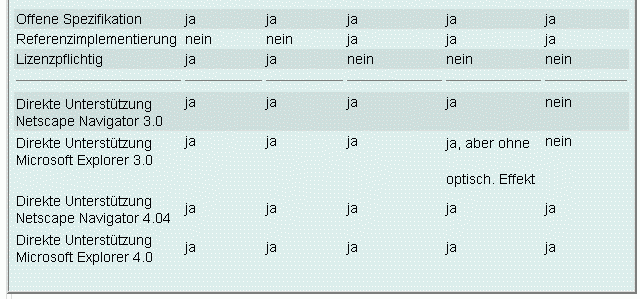 Offene Spezifikation ja ja ja ja ja
Referenzimplementierung nein nein ja ja ja
Lizenzpflichtig ja ja nein nein nein
Direkte Unterstützung
Netscape Navigator 3.0 ja ja ja ja nein
Direkte Unterstützung
Microsoft Explorer 3.0 ja ja ja ja, aber ohne nein
optisch. Effekt
Direkte Unterstützung
Netscape Navigator 4.04 ja ja ja ja ja
Direkte Unterstützung
Microsoft Explorer 4.0 ja ja ja ja ja